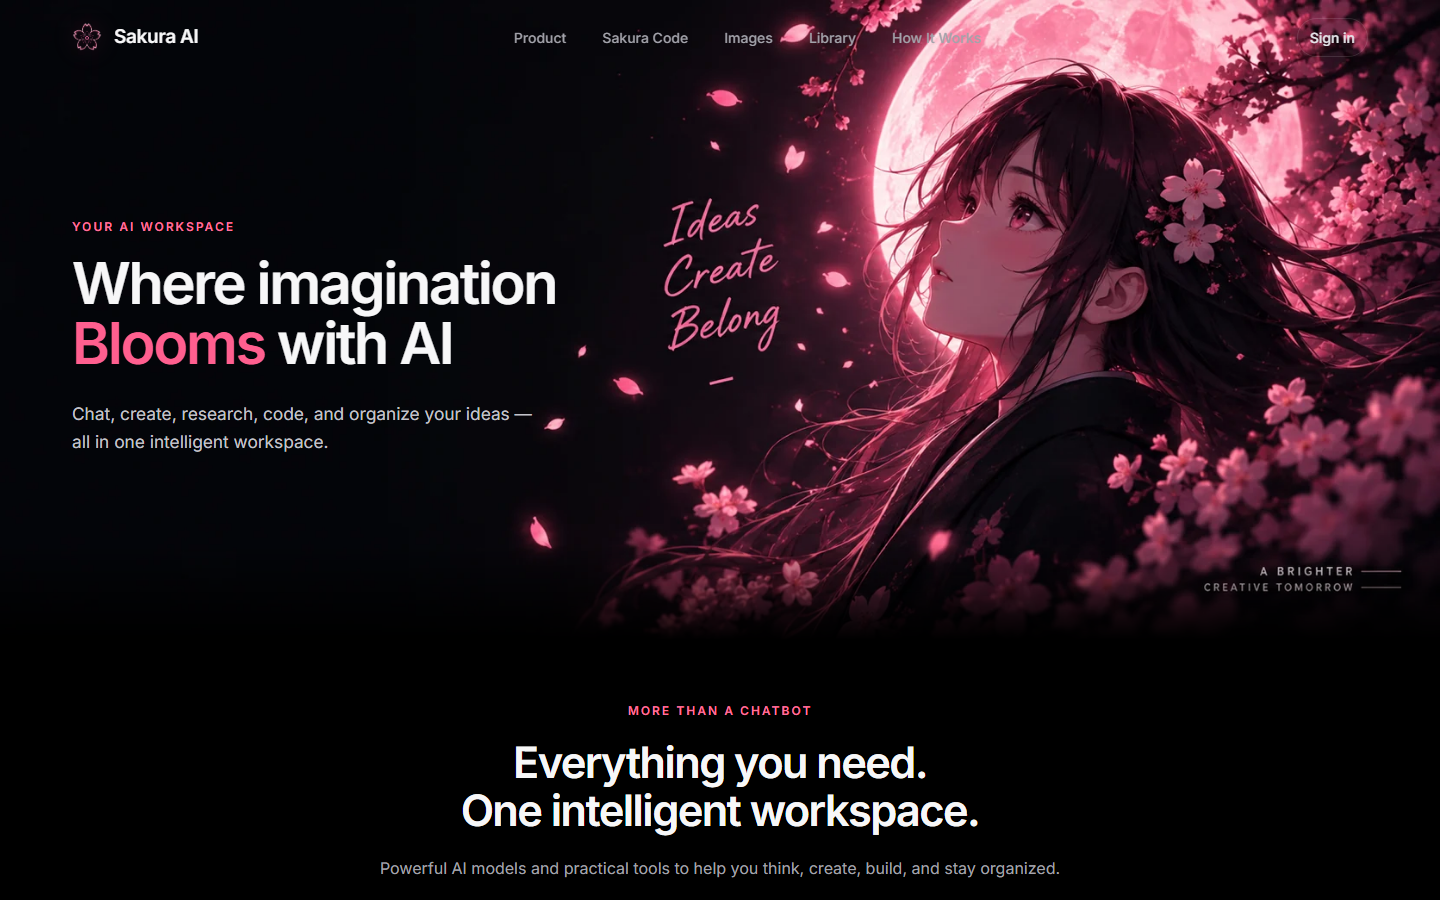 Sakura AI
Product
Sakura Code
Images
Library
How It Works
Sign in
YOUR AI WORKSPACE
Where imagination
Blooms with AI
Chat, create, research, code, and organize your ideas —
all in one intelligent workspace.
Ideas
Create
Belong
—
A BRIGHTER
CREATIVE TOMORROW
MORE THAN A CHATBOT
Everything you need.
One intelligent workspace.
Powerful AI models and practical tools to help you think, create, build, and stay organized.